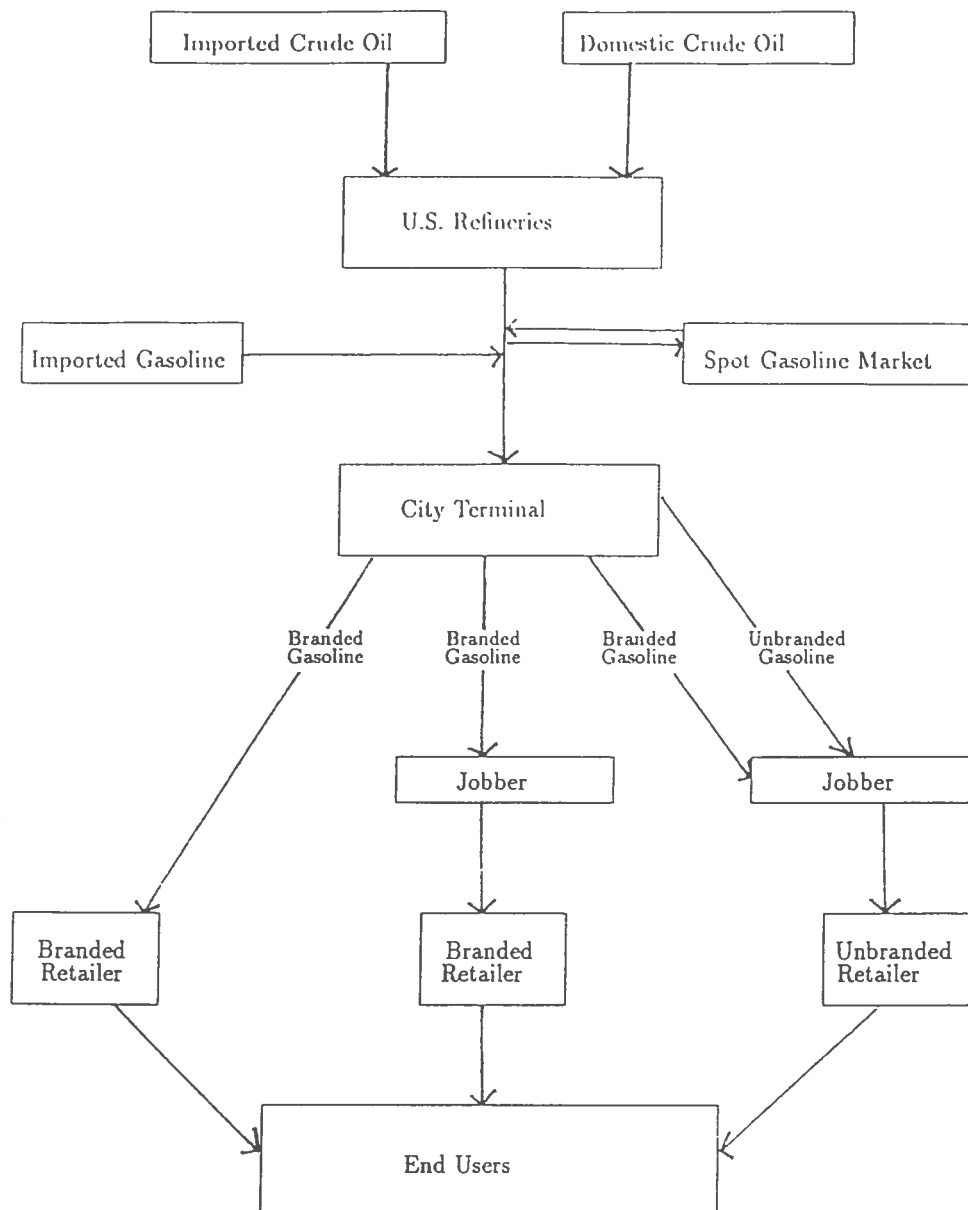 Imported Crude Oil
Domestic Crude Oil
U.S. Refineries
Imported Gasoline
Spot Gasoline Market
City Terminal
Branded
Gasoline
Branded
Gasoline
Branded
Gasoline
Unbranded
Gasoline
Jobber
Jobber
Branded
Retailer
Branded
Retailer
Unbranded
Retailer
End Users